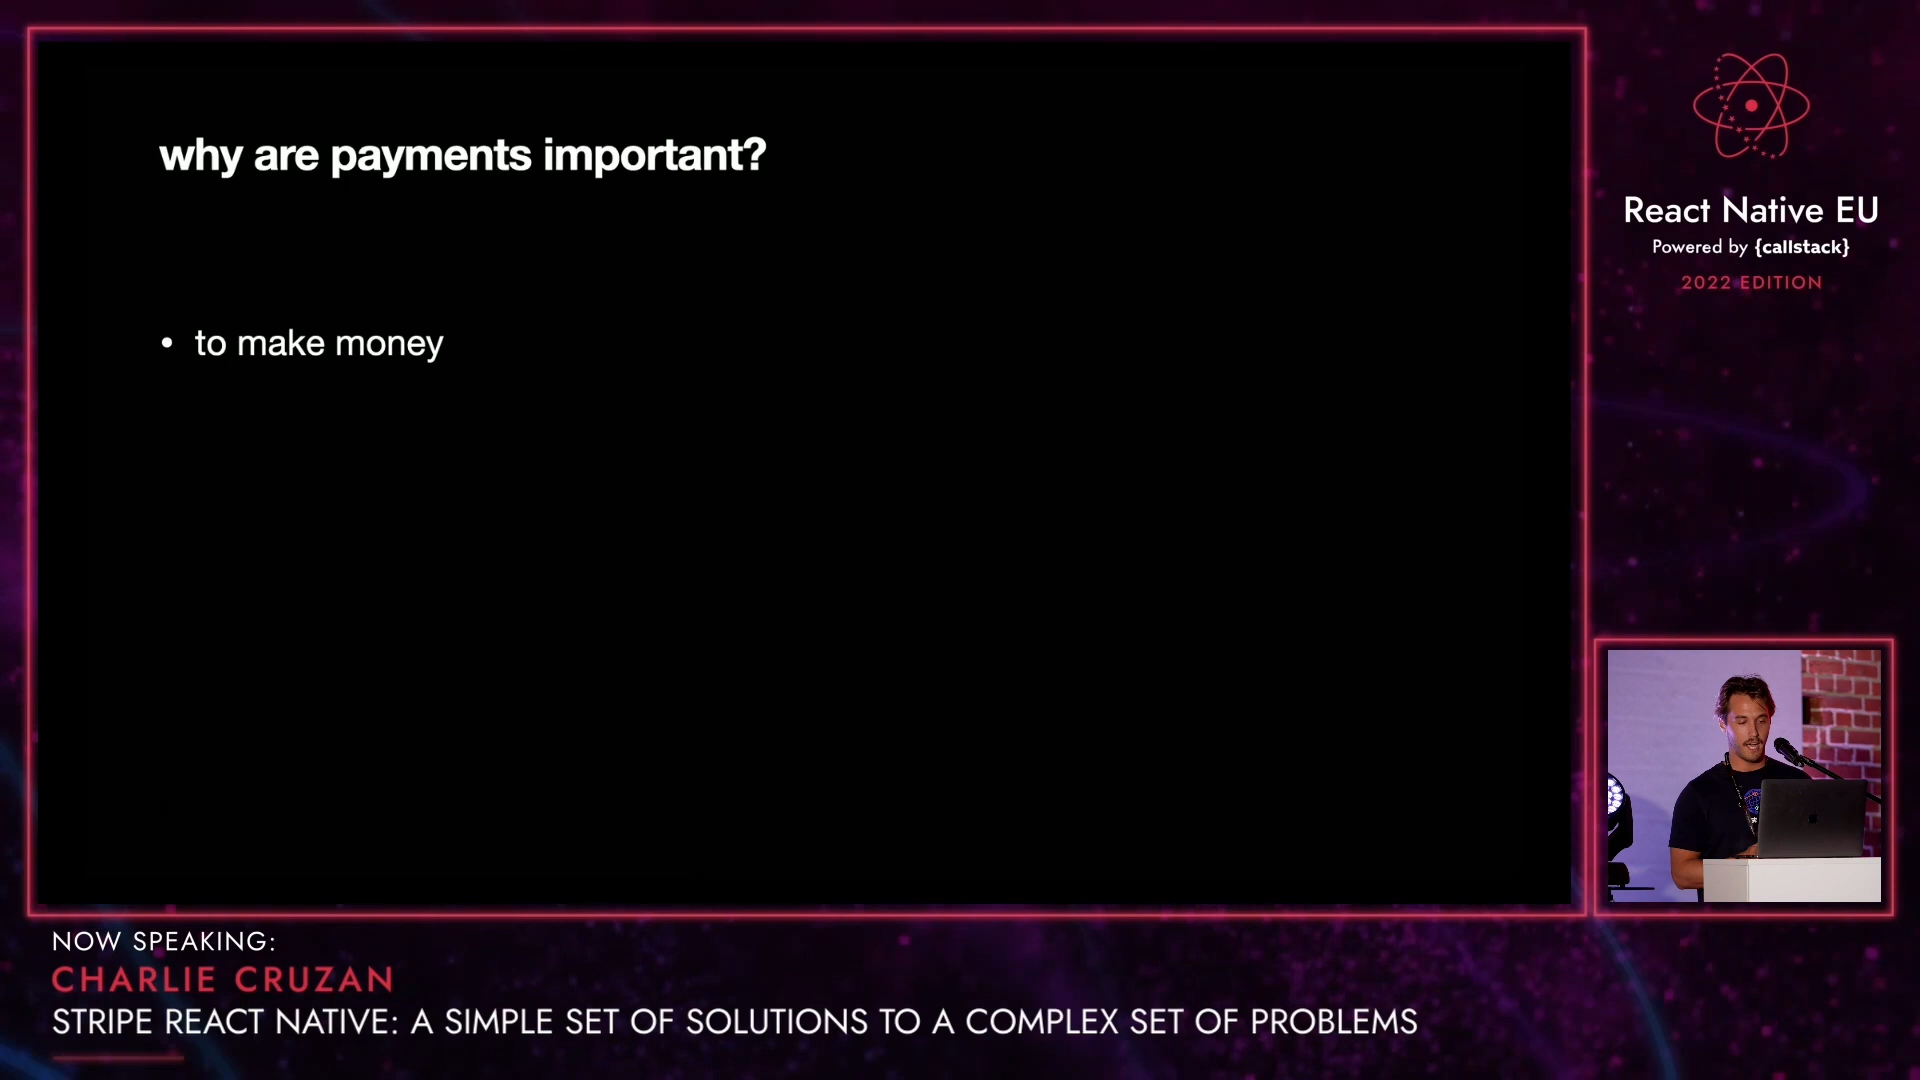 why are payments important?
• to make money
React Native EU
Powered by {callstack}
2022 EDITION
NOW SPEAKING:
CHARLIE CRUZAN
STRIPE REACT NATIVE: A SIMPLE SET OF SOLUTIONS TO A COMPLEX SET OF PROBLEMS